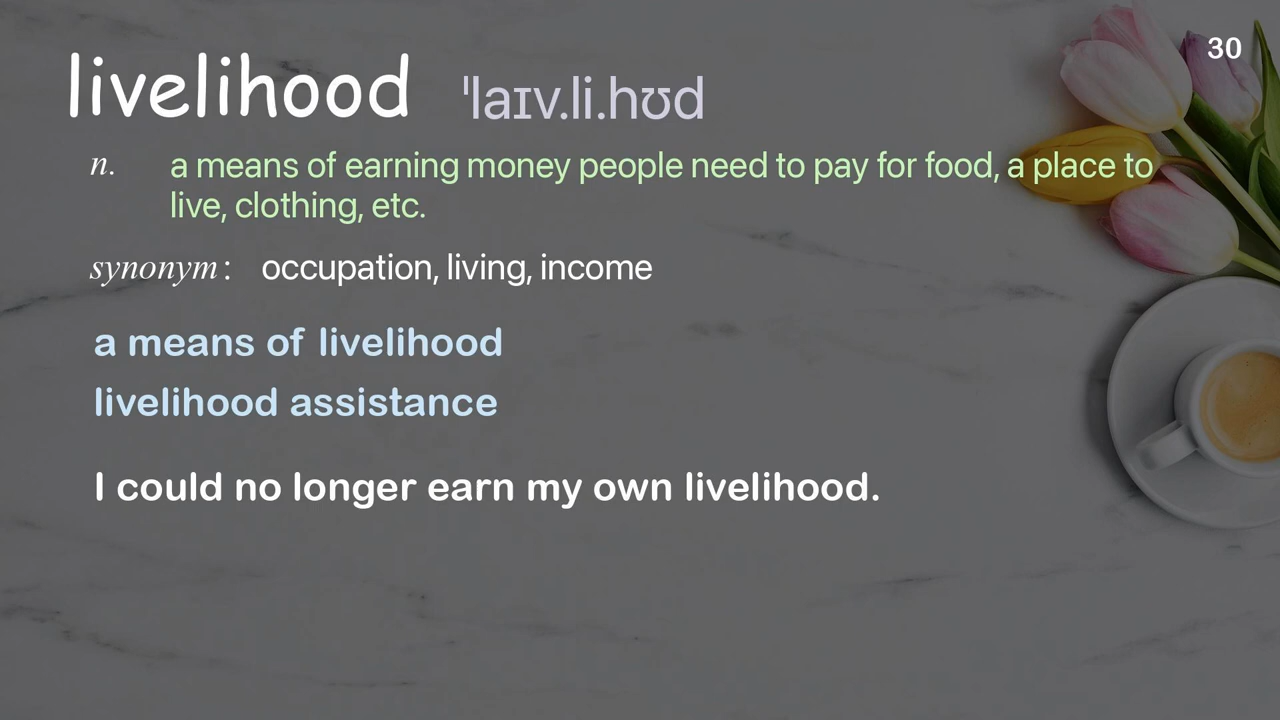 30
livelihood ˈlaɪv.li.hʊd
n. a means of earning money people need to pay for food, a place to
live, clothing, etc.
synonym: occupation, living, income
a means of livelihood
livelihood assistance
I could no longer earn my own livelihood.